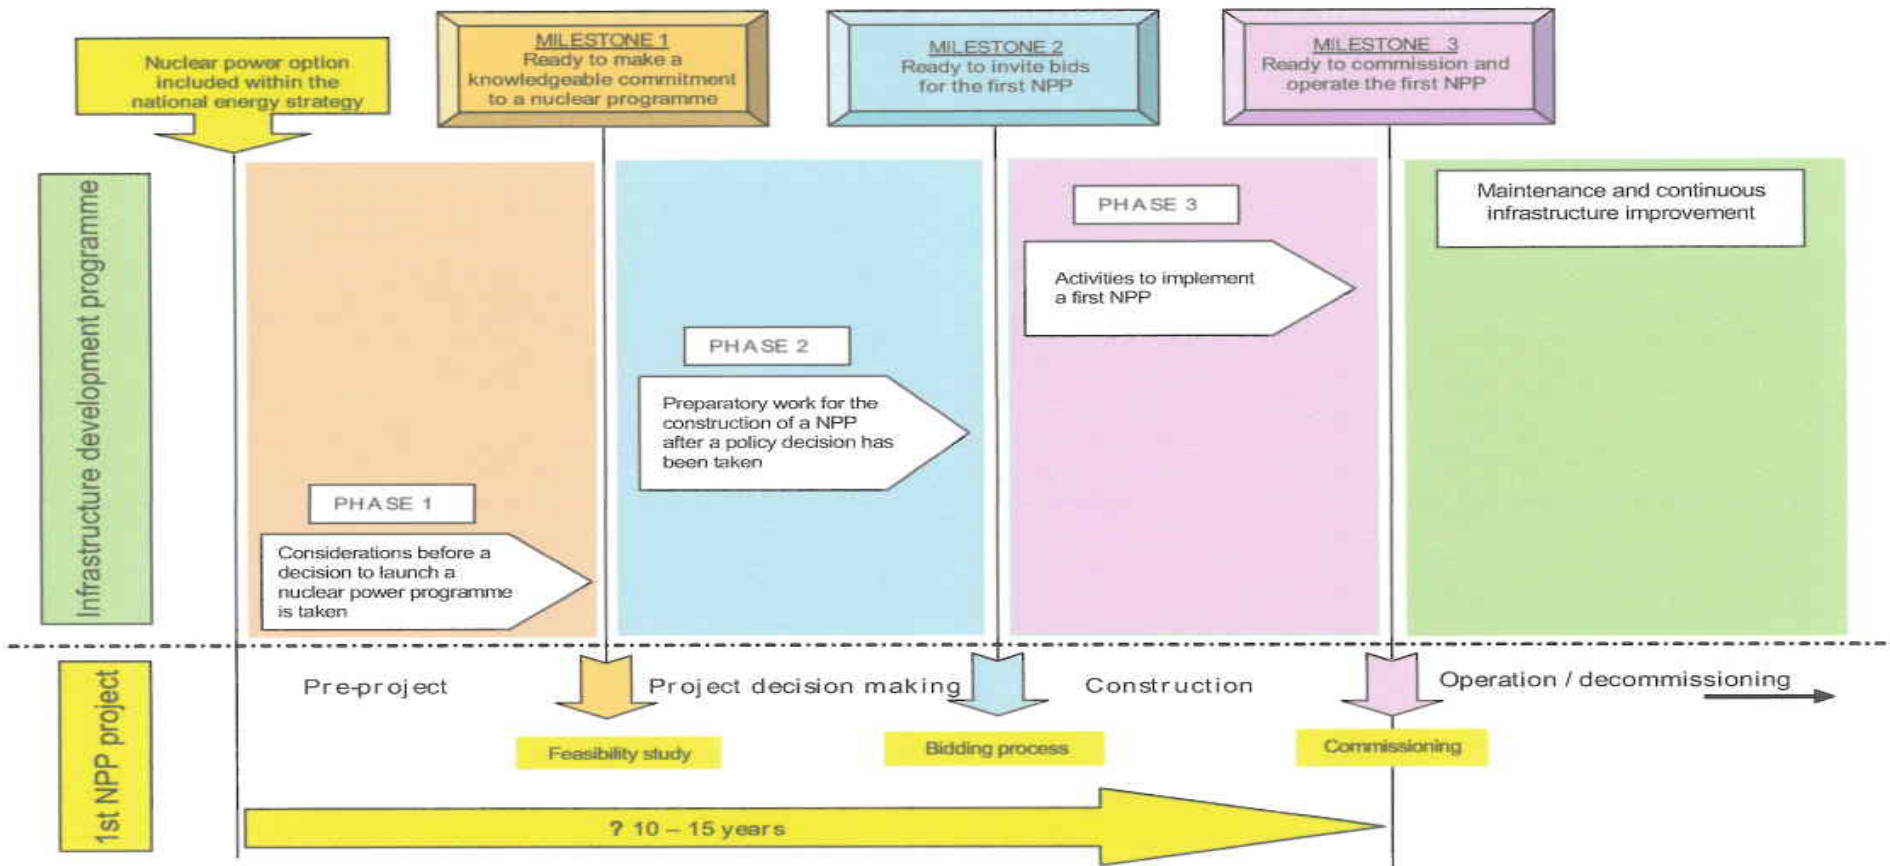 Nuclear power option
included within the
national energy strategy
MILESTONE 1
Ready to make a
knowledgeable commitment
to a nuclear programme
MILESTONE 2
Ready to invite bids
for the first NPP
MILESTONE 3
Ready to commission and
operate the first NPP
Infrastructure development programme
PHASE 1
Considerations before a
decision to launch a
nuclear power programme
is taken
PHASE 2
Preparatory work for the
construction of a NPP
after a policy decision has
been taken
PHASE 3
Activities to implement
a first NPP
Maintenance and continuous
infrastructure improvement
1st NPP project
Pre-project
Project decision making
Construction
Operation / decommissioning
Feasibility study
Bidding process
Commissioning
? 10 – 15 years